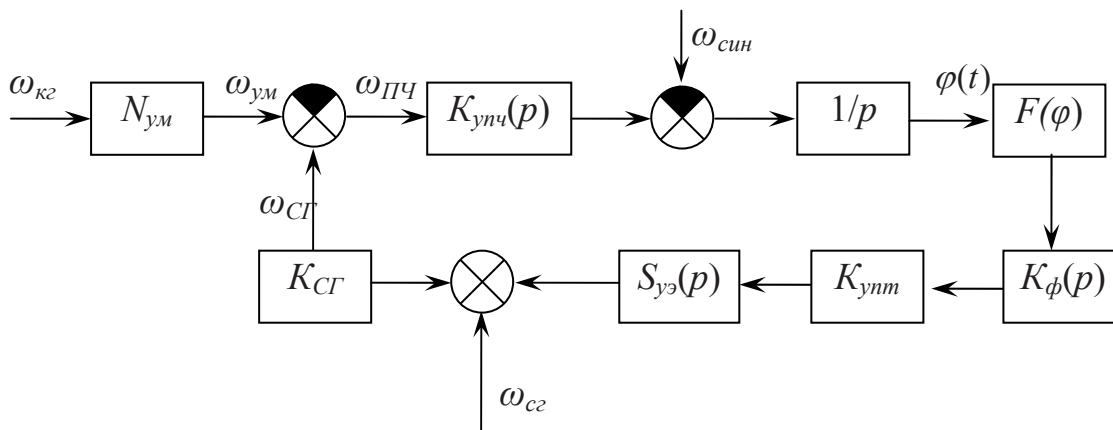 ω_кг
N_ум
ω_ум
ω_ПЧ
K_упч(p)
ω_син
1/p
φ(t)
F(φ)
ω_СГ
K_СГ
S_уэ(p)
K_упт
K_ф(p)
ω_сг